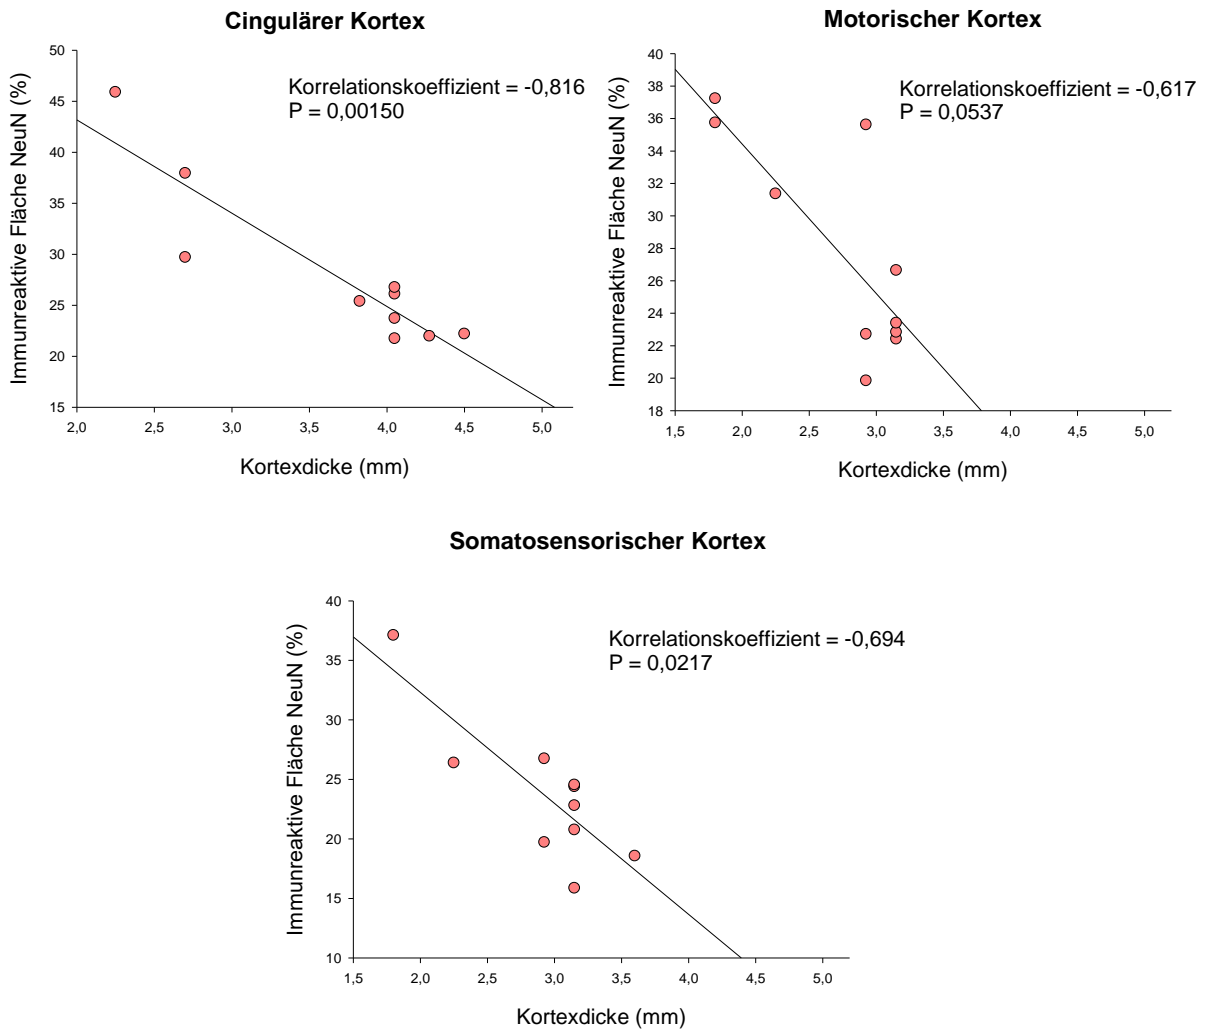 Cingulärer Kortex
Immunreaktive Fläche NeuN (%)
50
45
40
35
30
25
20
15
Korrelationskoeffizient = -0,816
P = 0,00150
2,0 2,5 3,0 3,5 4,0 4,5 5,0
Kortexdicke (mm)
Motorischer Kortex
Immunreaktive Fläche NeuN (%)
40
38
36
34
32
30
28
26
24
22
20
18
Korrelationskoeffizient = -0,617
P = 0,0537
1,5 2,0 2,5 3,0 3,5 4,0 4,5 5,0
Kortexdicke (mm)
Somatosensorischer Kortex
Immunreaktive Fläche NeuN (%)
40
35
30
25
20
15
10
Korrelationskoeffizient = -0,694
P = 0,0217
1,5 2,0 2,5 3,0 3,5 4,0 4,5 5,0
Kortexdicke (mm)